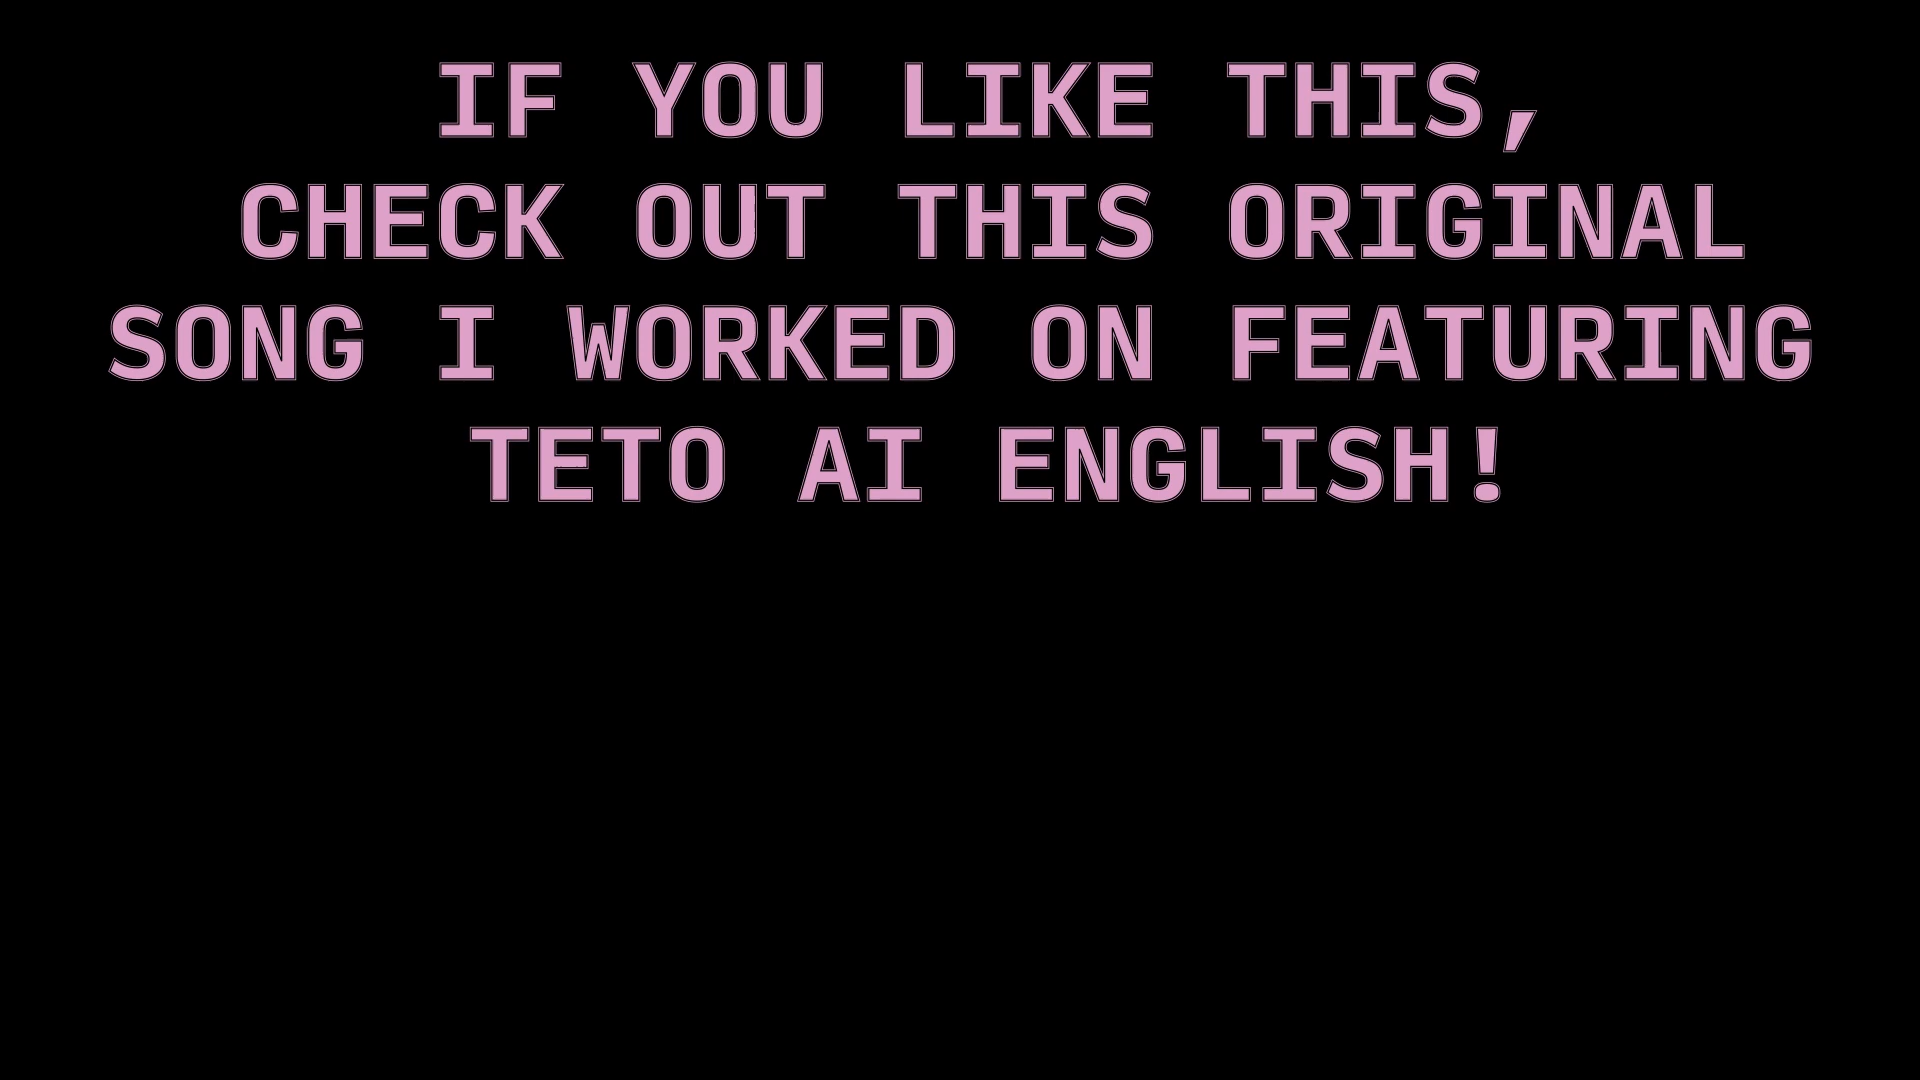 IF YOU LIKE THIS,
CHECK OUT THIS ORIGINAL
SONG I WORKED ON FEATURING
TETO AI ENGLISH!